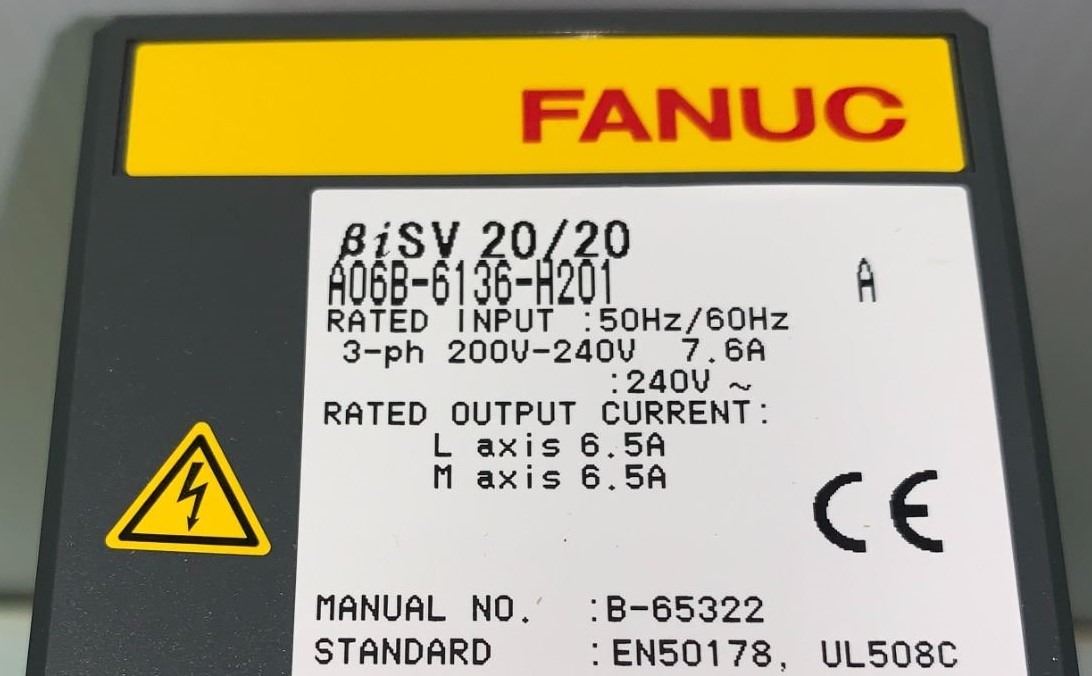 FANUC
βiSV 20/20
A06B-6136-H201 A
RATED INPUT :50Hz/60Hz
3-ph 200V-240V 7.6A
:240V ~
RATED OUTPUT CURRENT:
L axis 6.5A
M axis 6.5A
CE
MANUAL NO. :B-65322
STANDARD :EN50178, UL508C